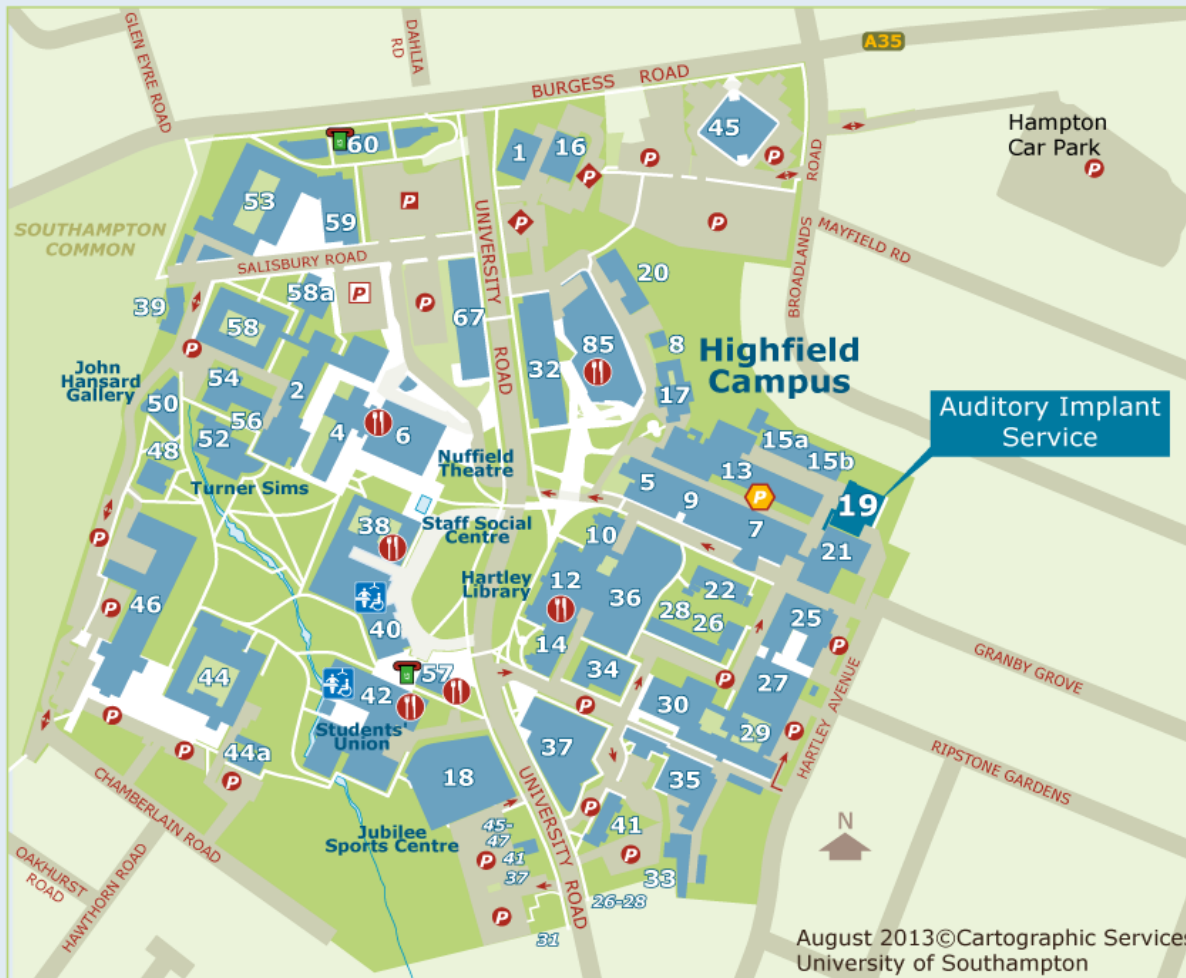 A35
GLEN EYRE ROAD
DAHLIA
RD
BURGESS ROAD
Hampton
Car Park
P
45
P
P
60
1
16
P
53
P
59
P
P
UNIVERSITY
ROAD
BROADLANDS
ROAD
MAYFIELD RD
SOUTHAMPTON
COMMON
SALISBURY ROAD
20
58a
P
P
67
39
58
32
85
8
Highfield
Campus
P
John
Hansard
Gallery
54
2
17
50
56
4
6
52
48
Nuffield
Theatre
Auditory Implant
Service
15a
15b
13
Turner Sims
5
9
P
7
19
38
Staff Social
Centre
10
21
P
Hartley
Library
12
36
22
28
26
25
P
46
40
14
34
P
GRANBY GROVE
44
57
P
27
42
P
30
Students'
Union
29
P
HARTLEY AVENUE
P
P
44a
P
37
RIPSTONE GARDENS
18
35
CHAMBERLAIN ROAD
UNIVERSITY ROAD
P
45-
47
41
37
41
N
Jubilee
Sports Centre
P
P
OAKHURST
ROAD
HAWTHORN ROAD
33
26-28
P
31
August 2013©Cartographic Services
University of Southampton